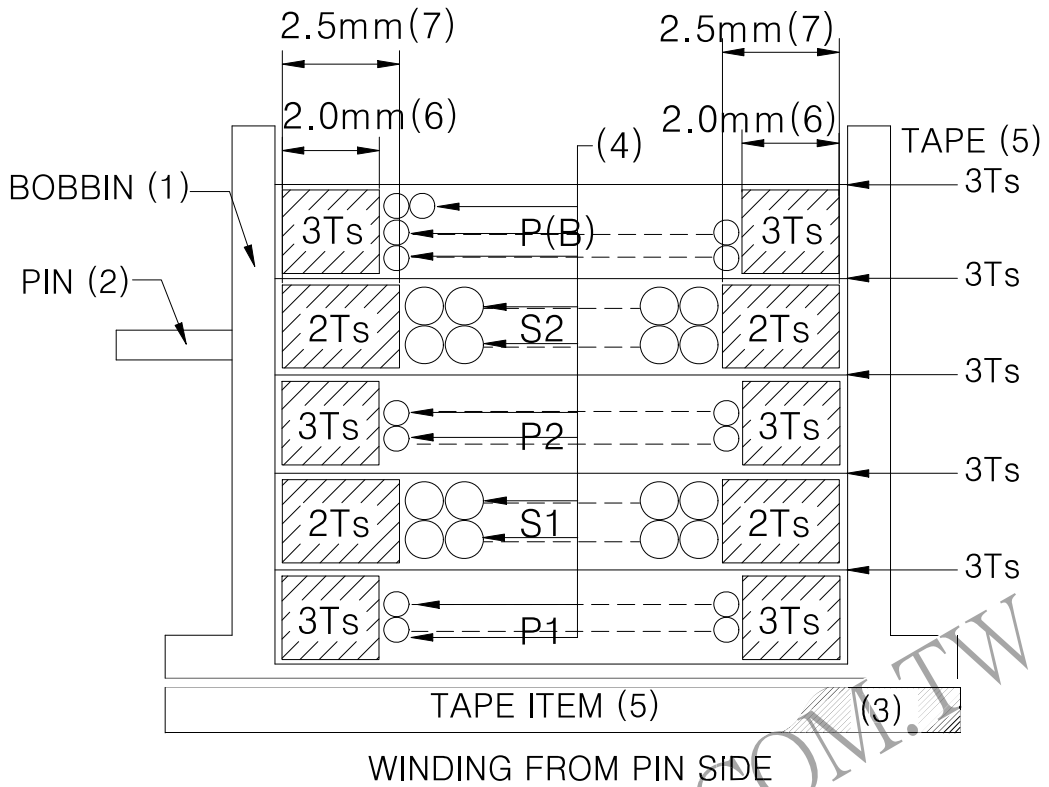 2.5mm(7) 2.5mm(7)
2.0mm(6) 2.0mm(6)
(4)
TAPE (5)
BOBBIN (1)
3Ts
3Ts P(B) 3Ts
PIN (2)
3Ts
2Ts S2 2Ts
3Ts
3Ts P2 3Ts
3Ts
2Ts S1 2Ts
3Ts
3Ts P1 3Ts
TAPE ITEM (5) (3)
WINDING FROM PIN SIDE
COM.TW